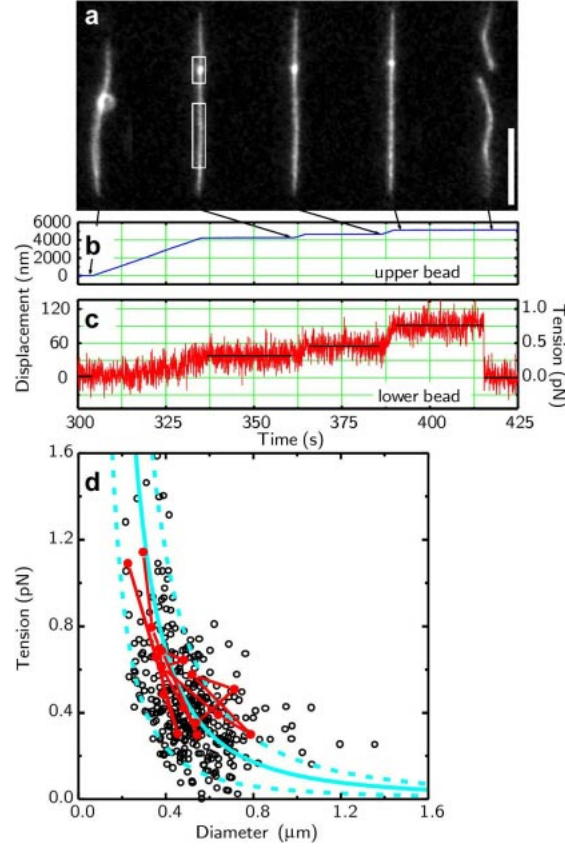 a
b
6000
4000
2000
0
Displacement (nm)
upper bead
c
120
60
0
1.0
0.5
0.0
Tension (pN)
lower bead
300 325 350 375 400 425
Time (s)
d
1.6
1.2
0.8
0.4
0.0
Tension (pN)
0.0 0.4 0.8 1.2 1.6
Diameter (μm)